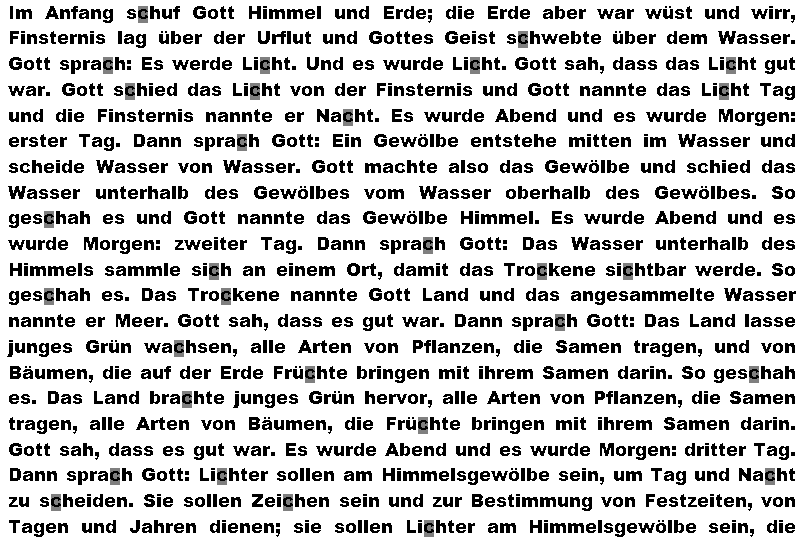 Im Anfang schuf Gott Himmel und Erde; die Erde aber war wüst und wirr,
Finsternis lag über der Urflut und Gottes Geist schwebte über dem Wasser.
Gott sprach: Es werde Licht. Und es wurde Licht. Gott sah, dass das Licht gut
war. Gott schied das Licht von der Finsternis und Gott nannte das Licht Tag
und die Finsternis nannte er Nacht. Es wurde Abend und es wurde Morgen:
erster Tag. Dann sprach Gott: Ein Gewölbe entstehe mitten im Wasser und
scheide Wasser von Wasser. Gott machte also das Gewölbe und schied das
Wasser unterhalb des Gewölbes vom Wasser oberhalb des Gewölbes. So
geschah es und Gott nannte das Gewölbe Himmel. Es wurde Abend und es
wurde Morgen: zweiter Tag. Dann sprach Gott: Das Wasser unterhalb des
Himmels sammle sich an einem Ort, damit das Trockene sichtbar werde. So
geschah es. Das Trockene nannte Gott Land und das angesammelte Wasser
nannte er Meer. Gott sah, dass es gut war. Dann sprach Gott: Das Land lasse
junges Grün wachsen, alle Arten von Pflanzen, die Samen tragen, und von
Bäumen, die auf der Erde Früchte bringen mit ihrem Samen darin. So geschah
es. Das Land brachte junges Grün hervor, alle Arten von Pflanzen, die Samen
tragen, alle Arten von Bäumen, die Früchte bringen mit ihrem Samen darin.
Gott sah, dass es gut war. Es wurde Abend und es wurde Morgen: dritter Tag.
Dann sprach Gott: Lichter sollen am Himmelsgewölbe sein, um Tag und Nacht
zu scheiden. Sie sollen Zeichen sein und zur Bestimmung von Festzeiten, von
Tagen und Jahren dienen; sie sollen Lichter am Himmelsgewölbe sein, die